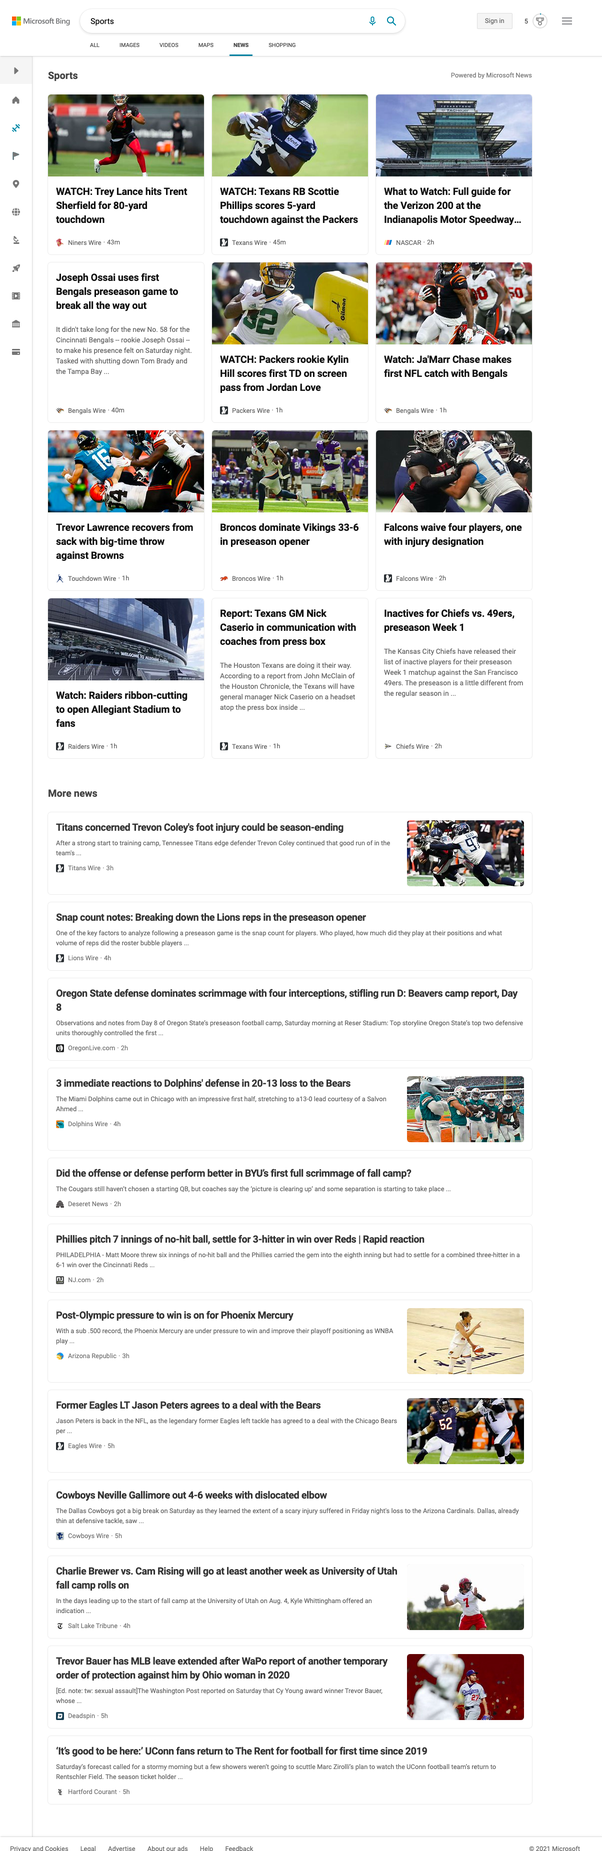 Microsoft Bing
Sports
Sign in
5
ALL
IMAGES
VIDEOS
MAPS
NEWS
SHOPPING
Sports
Powered by Microsoft News
WATCH: Trey Lance hits Trent
Sherfield for 80-yard
touchdown
Niners Wire · 43m
WATCH: Texans RB Scottie
Phillips scores 5-yard
touchdown against the Packers
Texans Wire · 45m
What to Watch: Full guide for
the Verizon 200 at the
Indianapolis Motor Speedway...
NASCAR · 2h
Joseph Ossai uses first
Bengals preseason game to
break all the way out
It didn't take long for the new No. 58 for the
Cincinnati Bengals -- rookie Joseph Ossai --
to make his presence felt on Saturday night.
Tasked with shutting down Tom Brady and
the Tampa Bay ...
Bengals Wire · 40m
WATCH: Packers rookie Kylin
Hill scores first TD on screen
pass from Jordan Love
Packers Wire · 1h
Watch: Ja'Marr Chase makes
first NFL catch with Bengals
Bengals Wire · 1h
Trevor Lawrence recovers from
sack with big-time throw
against Browns
Touchdown Wire · 1h
Broncos dominate Vikings 33-6
in preseason opener
Broncos Wire · 1h
Falcons waive four players, one
with injury designation
Falcons Wire · 2h
Watch: Raiders ribbon-cutting
to open Allegiant Stadium to
fans
Raiders Wire · 1h
Report: Texans GM Nick
Caserio in communication with
coaches from press box
The Houston Texans are doing it their way.
According to a report from John McClain of
the Houston Chronicle, the Texans will have
general manager Nick Caserio on a headset
atop the press box inside ...
Texans Wire · 1h
Inactives for Chiefs vs. 49ers,
preseason Week 1
The Kansas City Chiefs have released their
list of inactive players for their preseason
Week 1 matchup against the San Francisco
49ers. The preseason is a little different from
the regular season in ...
Chiefs Wire · 2h
More news
Titans concerned Trevon Coley's foot injury could be season-ending
After a strong start to training camp, Tennessee Titans edge defender Trevon Coley continued that good run of in the
team's ...
Titans Wire · 3h
Snap count notes: Breaking down the Lions reps in the preseason opener
One of the key factors to analyze following a preseason game is the snap count for players. Who played, how much did they play at their positions and what
volume of reps did the roster bubble players ...
Lions Wire · 4h
Oregon State defense dominates scrimmage with four interceptions, stifling run D: Beavers camp report, Day
8
Observations and notes from Day 8 of Oregon State's preseason football camp, Saturday morning at Reser Stadium: Top storyline Oregon State's top two defensive
units thoroughly controlled the first ...
OregonLive.com · 2h
3 immediate reactions to Dolphins' defense in 20-13 loss to the Bears
The Miami Dolphins came out in Chicago with an impressive first half, stretching to a13-0 lead courtesy of a Salvon
Ahmed ...
Dolphins Wire · 4h
Did the offense or defense perform better in BYU's first full scrimmage of fall camp?
The Cougars still haven't chosen a starting QB, but coaches say the 'picture is clearing up' and some separation is starting to take place ...
Deseret News · 2h
Phillies pitch 7 innings of no-hit ball, settle for 3-hitter in win over Reds | Rapid reaction
PHILADELPHIA - Matt Moore threw six innings of no-hit ball and the Phillies carried the gem into the eighth inning but had to settle for a combined three-hitter in a
6-1 win over the Cincinnati Reds ...
NJ.com · 2h
Post-Olympic pressure to win is on for Phoenix Mercury
With a sub .500 record, the Phoenix Mercury are under pressure to win and improve their playoff positioning as WNBA
play ...
Arizona Republic · 3h
Former Eagles LT Jason Peters agrees to a deal with the Bears
Jason Peters is back in the NFL, as the legendary former Eagles left tackle has agreed to a deal with the Chicago Bears
per ...
Eagles Wire · 5h
Cowboys Neville Gallimore out 4-6 weeks with dislocated elbow
The Dallas Cowboys got a big break on Saturday as they learned the extent of a scary injury suffered in Friday night's loss to the Arizona Cardinals. Dallas, already
thin at defensive tackle, saw ...
Cowboys Wire · 5h
Charlie Brewer vs. Cam Rising will go at least another week as University of Utah
fall camp rolls on
In the days leading up to the start of fall camp at the University of Utah on Aug. 4, Kyle Whittingham offered an
indication ...
Salt Lake Tribune · 4h
Trevor Bauer has MLB leave extended after WaPo report of another temporary
order of protection against him by Ohio woman in 2020
[Ed. note: tw: sexual assault]The Washington Post reported on Saturday that Cy Young award winner Trevor Bauer,
whose ...
Deadspin · 5h
'It's good to be here:' UConn fans return to The Rent for football for first time since 2019
Saturday's forecast called for a stormy morning but a few showers weren't going to scuttle Marc Zirolli's plan to watch the UConn football team's return to
Rentschler Field. The season ticket holder ...
Hartford Courant · 5h
Privacy and Cookies
Legal
Advertise
About our ads
Help
Feedback
© 2021 Microsoft